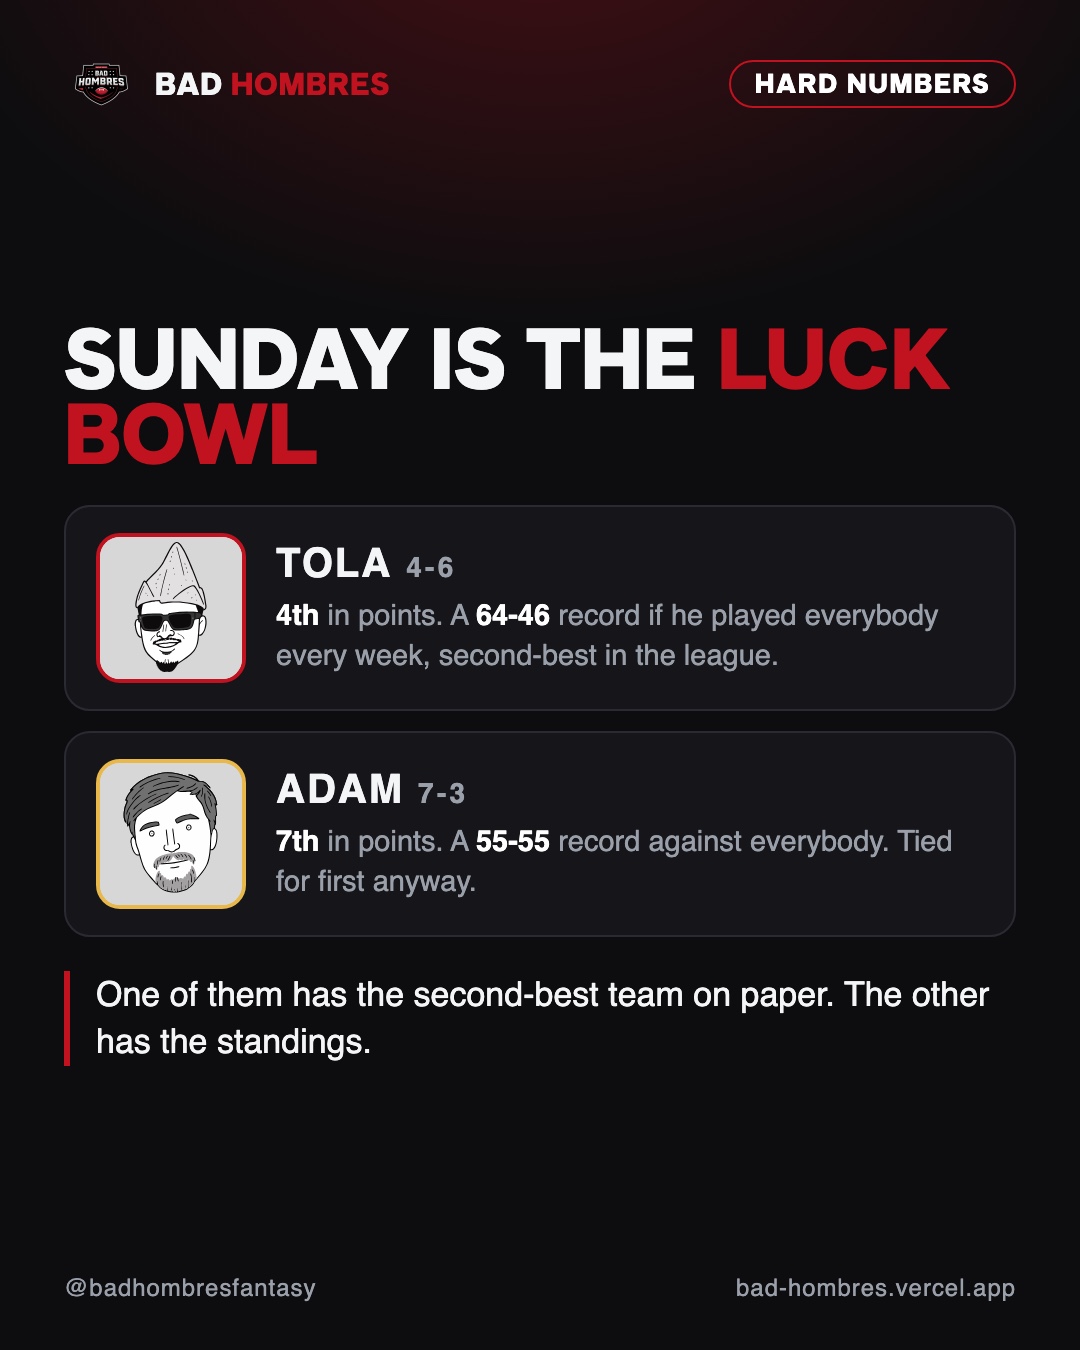 BAD
HOMBRES
BAD HOMBRES
HARD NUMBERS
SUNDAY IS THE LUCK
BOWL
TOLA 4-6
4th in points. A 64-46 record if he played everybody
every week, second-best in the league.
ADAM 7-3
7th in points. A 55-55 record against everybody. Tied
for first anyway.
One of them has the second-best team on paper. The other
has the standings.
@badhombresfantasy
bad-hombres.vercel.app